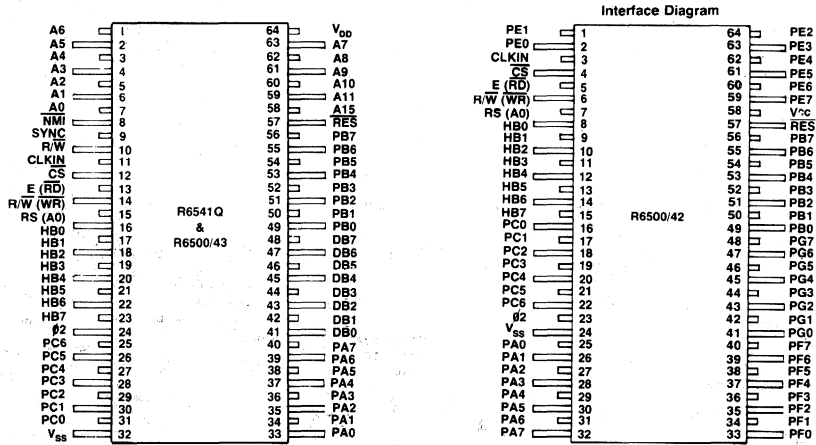 Interface Diagram
A6 1 64 VDD
A5 2 63 A7
A4 3 62 A8
A3 4 61 A9
A2 5 60 A10
A1 6 59 A11
A0 7 58 A15
N̅M̅I̅ 8 57 R̅E̅S̅
SYNC 9 56 PB7
R/W̅ 10 55 PB6
CLKIN 11 54 PB5
C̅S̅ 12 53 PB4
E (R̅D̅) 13 52 PB3
R/W̅ (W̅R̅) 14 51 PB2
RS (A0) 15 50 PB1
HB0 16 49 PB0
HB1 17 48 DB7
HB2 18 47 DB6
HB3 19 46 DB5
HB4 20 45 DB4
HB5 21 44 DB3
HB6 22 43 DB2
HB7 23 42 DB1
Ø2 24 41 DB0
PC6 25 40 PA7
PC5 26 39 PA6
PC4 27 38 PA5
PC3 28 37 PA4
PC2 29 36 PA3
PC1 30 35 PA2
PC0 31 34 PA1
VSS 32 33 PA0
R6541Q
&
R6500/43
PE1 1 64 PE2
PE0 2 63 PE3
CLKIN 3 62 PE4
C̅S̅ 4 61 PE5
E (R̅D̅) 5 60 PE6
R/W̅ (W̅R̅) 6 59 PE7
RS (A0) 7 58 Vcc
HB0 8 57 R̅E̅S̅
HB1 9 56 PB7
HB2 10 55 PB6
HB3 11 54 PB5
HB4 12 53 PB4
HB5 13 52 PB3
HB6 14 51 PB2
HB7 15 50 PB1
PC0 16 49 PB0
PC1 17 48 PG7
PC2 18 47 PG6
PC3 19 46 PG5
PC4 20 45 PG4
PC5 21 44 PG3
PC6 22 43 PG2
Ø2 23 42 PG1
VSS 24 41 PG0
PA0 25 40 PF7
PA1 26 39 PF6
PA2 27 38 PF5
PA3 28 37 PF4
PA4 29 36 PF3
PA5 30 35 PF2
PA6 31 34 PF1
PA7 32 33 PF0
R6500/42